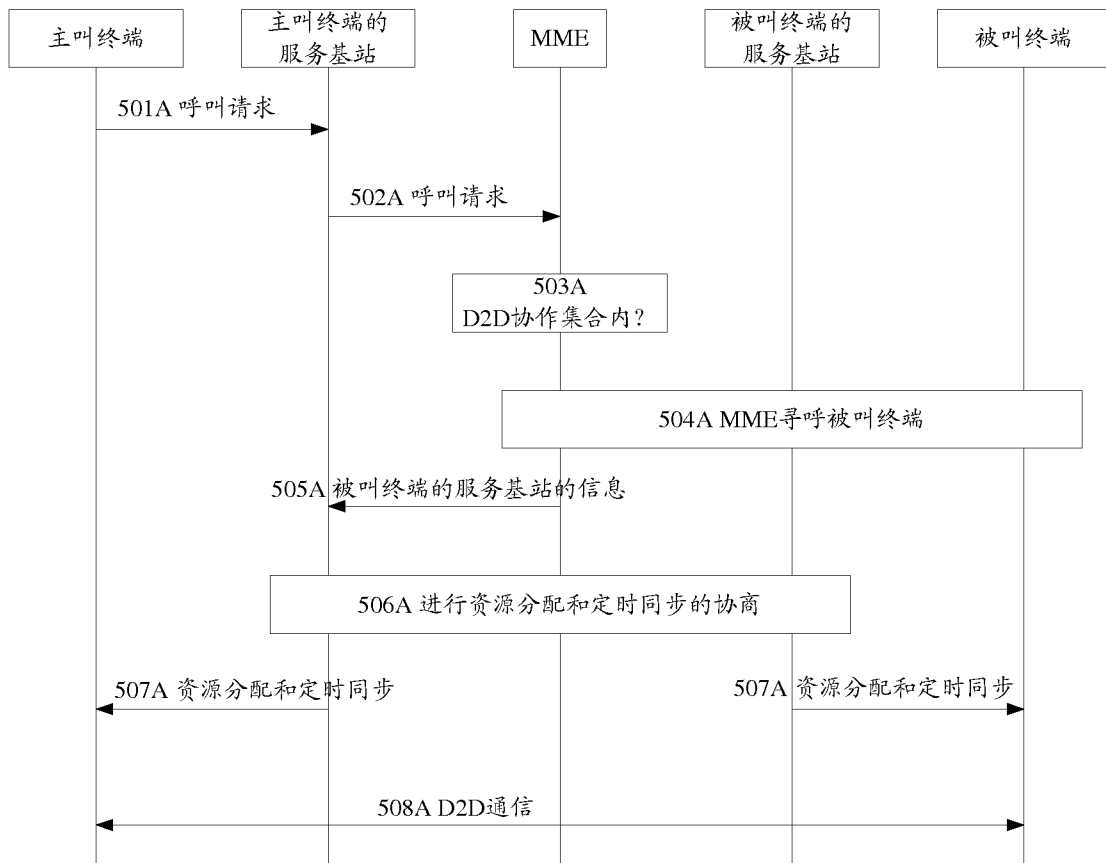 主叫终端
主叫终端的
服务基站
MME
被叫终端的
服务基站
被叫终端
501A 呼叫请求
502A 呼叫请求
503A
D2D协作集合内?
504A MME寻呼被叫终端
505A 被叫终端的服务基站的信息
506A 进行资源分配和定时同步的协商
507A 资源分配和定时同步
507A 资源分配和定时同步
508A D2D通信